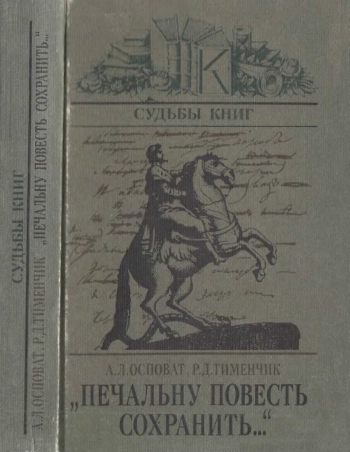 СУДЬБЫ КНИГ
А.Л.ОСПОВАТ, Р.Д.ТИМЕНЧИК „ПЕЧАЛЬНУ ПОВЕСТЬ СОХРАНИТЬ...“
К
СУДЬБЫ КНИГ
А.Л.ОСПОВАТ, Р.Д.ТИМЕНЧИК
„ПЕЧАЛЬНУ ПОВЕСТЬ
СОХРАНИТЬ...“